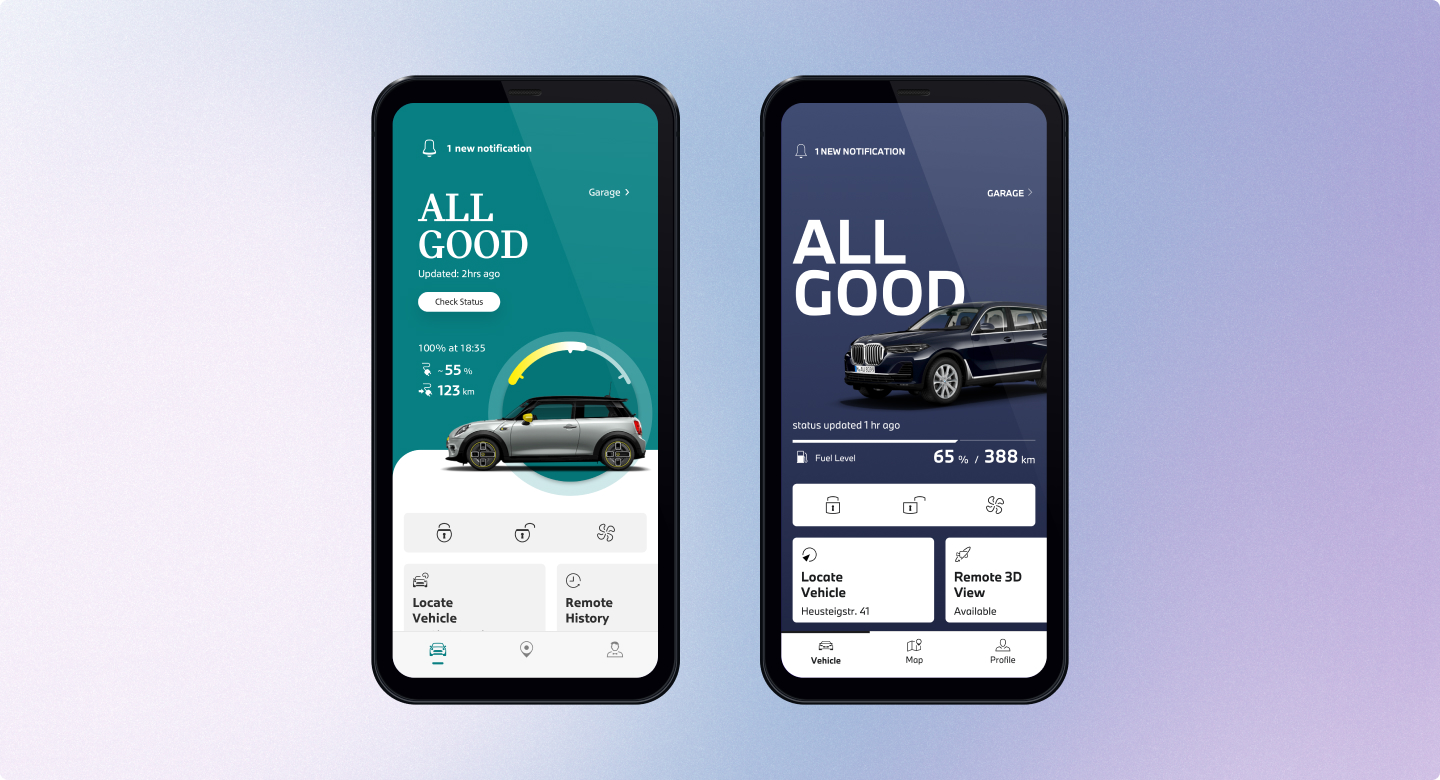 1 new notification
Garage
ALL
GOOD
Updated: 2hrs ago
Check Status
100% at 18:35
~ 55 %
123 km
Locate
Vehicle
Remote
History
1 NEW NOTIFICATION
GARAGE
ALL
GOOD
status updated 1 hr ago
Fuel Level
65 % / 388 km
Locate
Vehicle
Heusteigstr. 41
Remote 3D
View
Available
Vehicle
Map
Profile